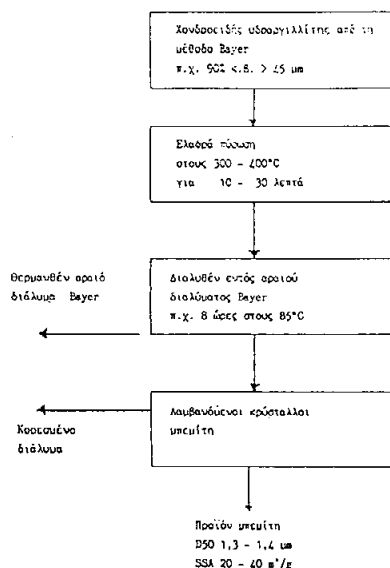 Χονδροειδής υδραργιλλίτης από τη
μέθοδο Bayer
π.χ. 90% κ.β. > 45 μm
Ελαφρά πύρωση
στους 300 - 400°C
για 10 - 30 λεπτά
Θερμανθέν αραιό
διάλυμα Bayer
Διαλυθέν εντός αραιού
διαλύματος Bayer
π.χ. 8 ώρες στους 85°C
Λαμβανόμενοι κρύσταλλοι
μπεμίτη
Κορεσμένο
διάλυμα
Προϊόν μπεμίτη
D50 1,3 - 1,4 μm
SSA 20 - 40 m²/g